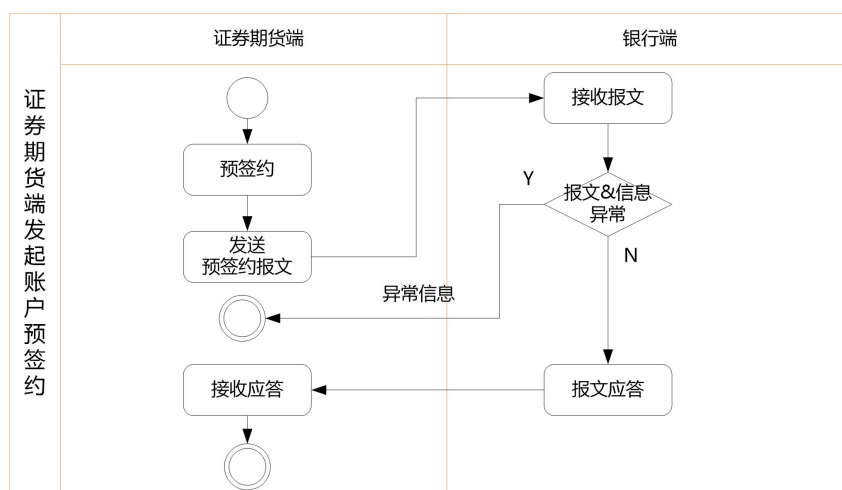 证券期货端
银行端
证券期货端发起账户预签约
接收报文
预签约
Y
报文&信息
异常
发送
预签约报文
N
异常信息
接收应答
报文应答